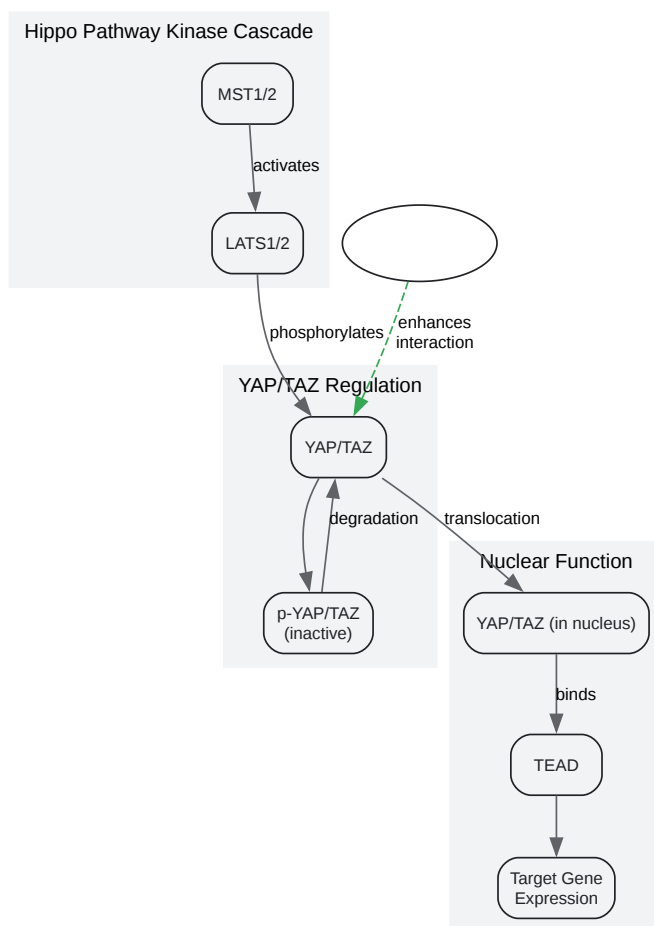 Hippo Pathway Kinase Cascade
MST1/2
activates
LATS1/2
phosphorylates
enhances
interaction
YAP/TAZ Regulation
YAP/TAZ
degradation
translocation
Nuclear Function
p-YAP/TAZ
(inactive)
YAP/TAZ (in nucleus)
binds
TEAD
Target Gene
Expression